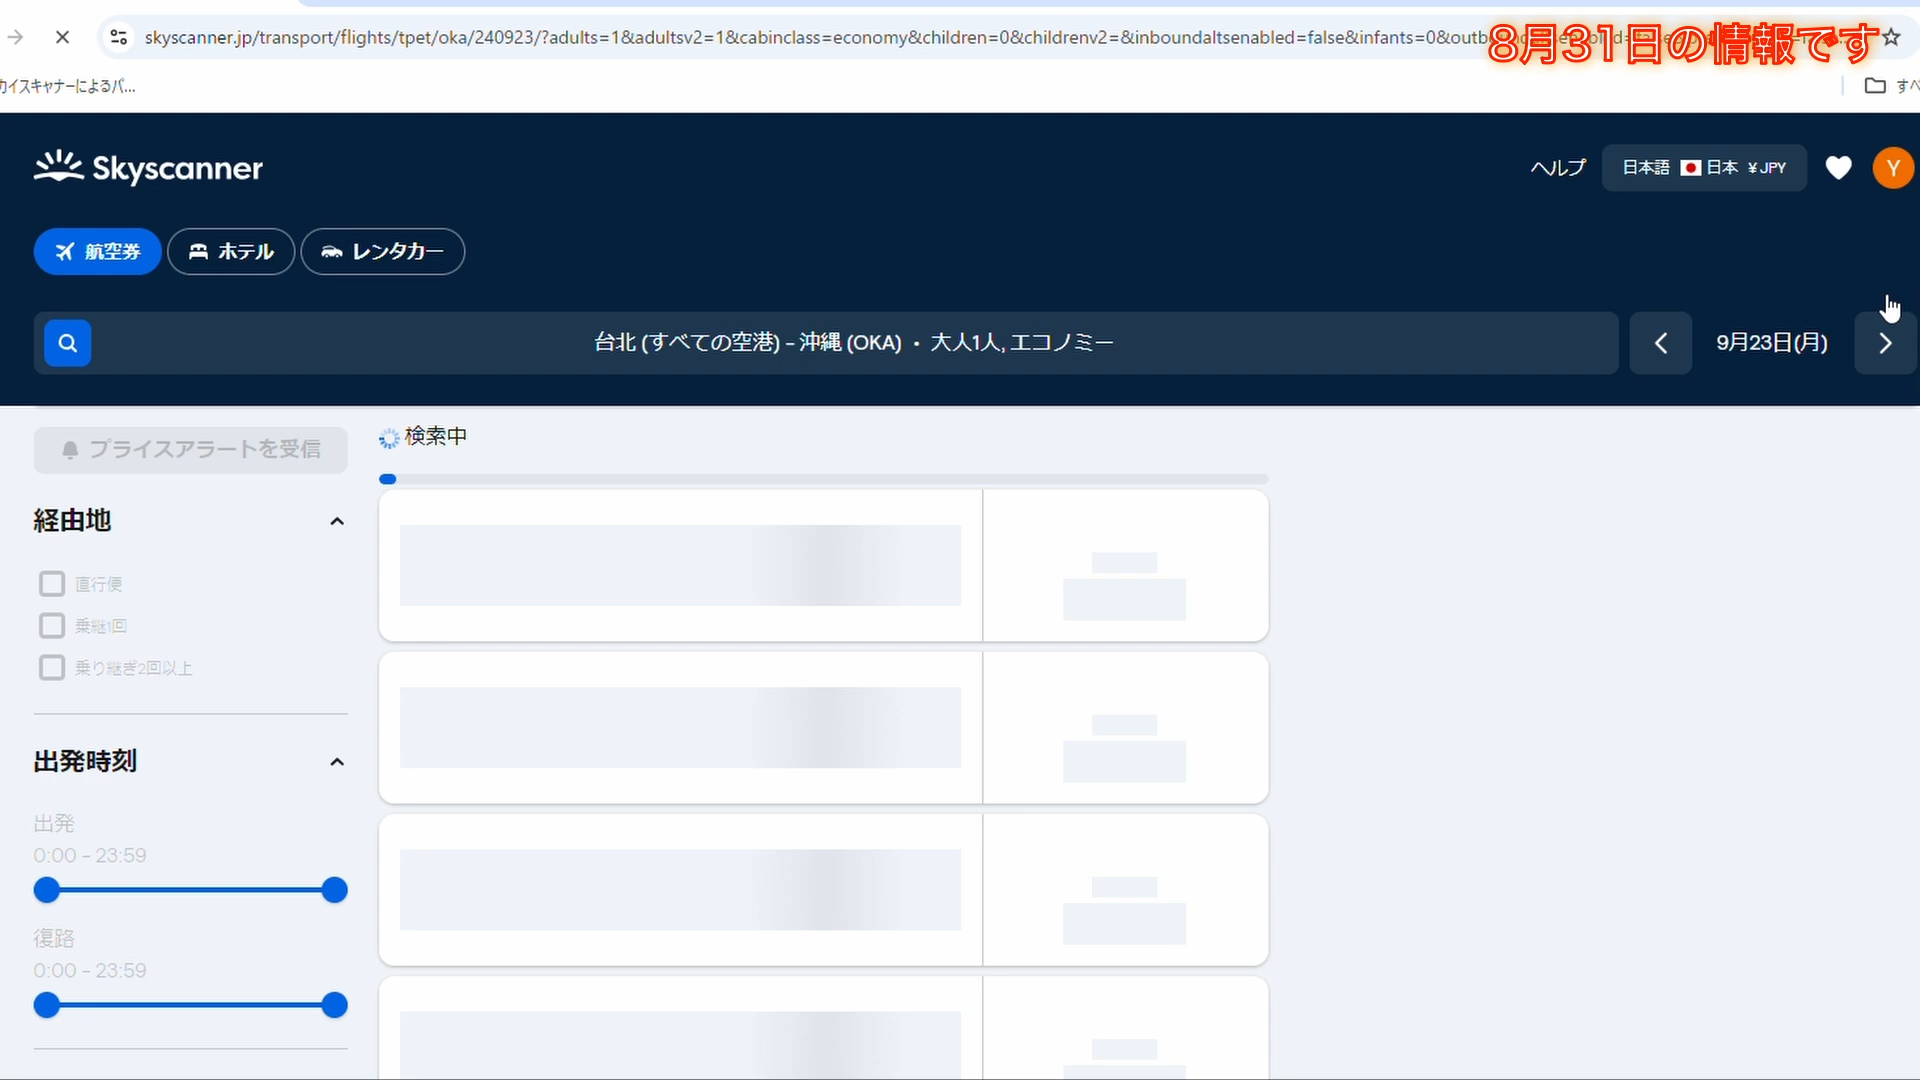 skyscanner.jp/transport/flights/tpet/oka/240923/?adults=1&adultsv2=1&cabinclass=economy&children=0&childrenv2=&inboundaltsenabled=false&infants=0&outb
8月31日の情報です
カイスキャナーによるパ...
すべ
Skyscanner
ヘルプ
日本語 日本 ¥ JPY
Y
航空券 ホテル レンタカー
台北 (すべての空港) – 沖縄 (OKA) • 大人1人, エコノミー
9月23日(月)
プライスアラートを受信
検索中
経由地
直行便
乗継1回
乗り継ぎ2回以上
出発時刻
出発
0:00 – 23:59
復路
0:00 – 23:59